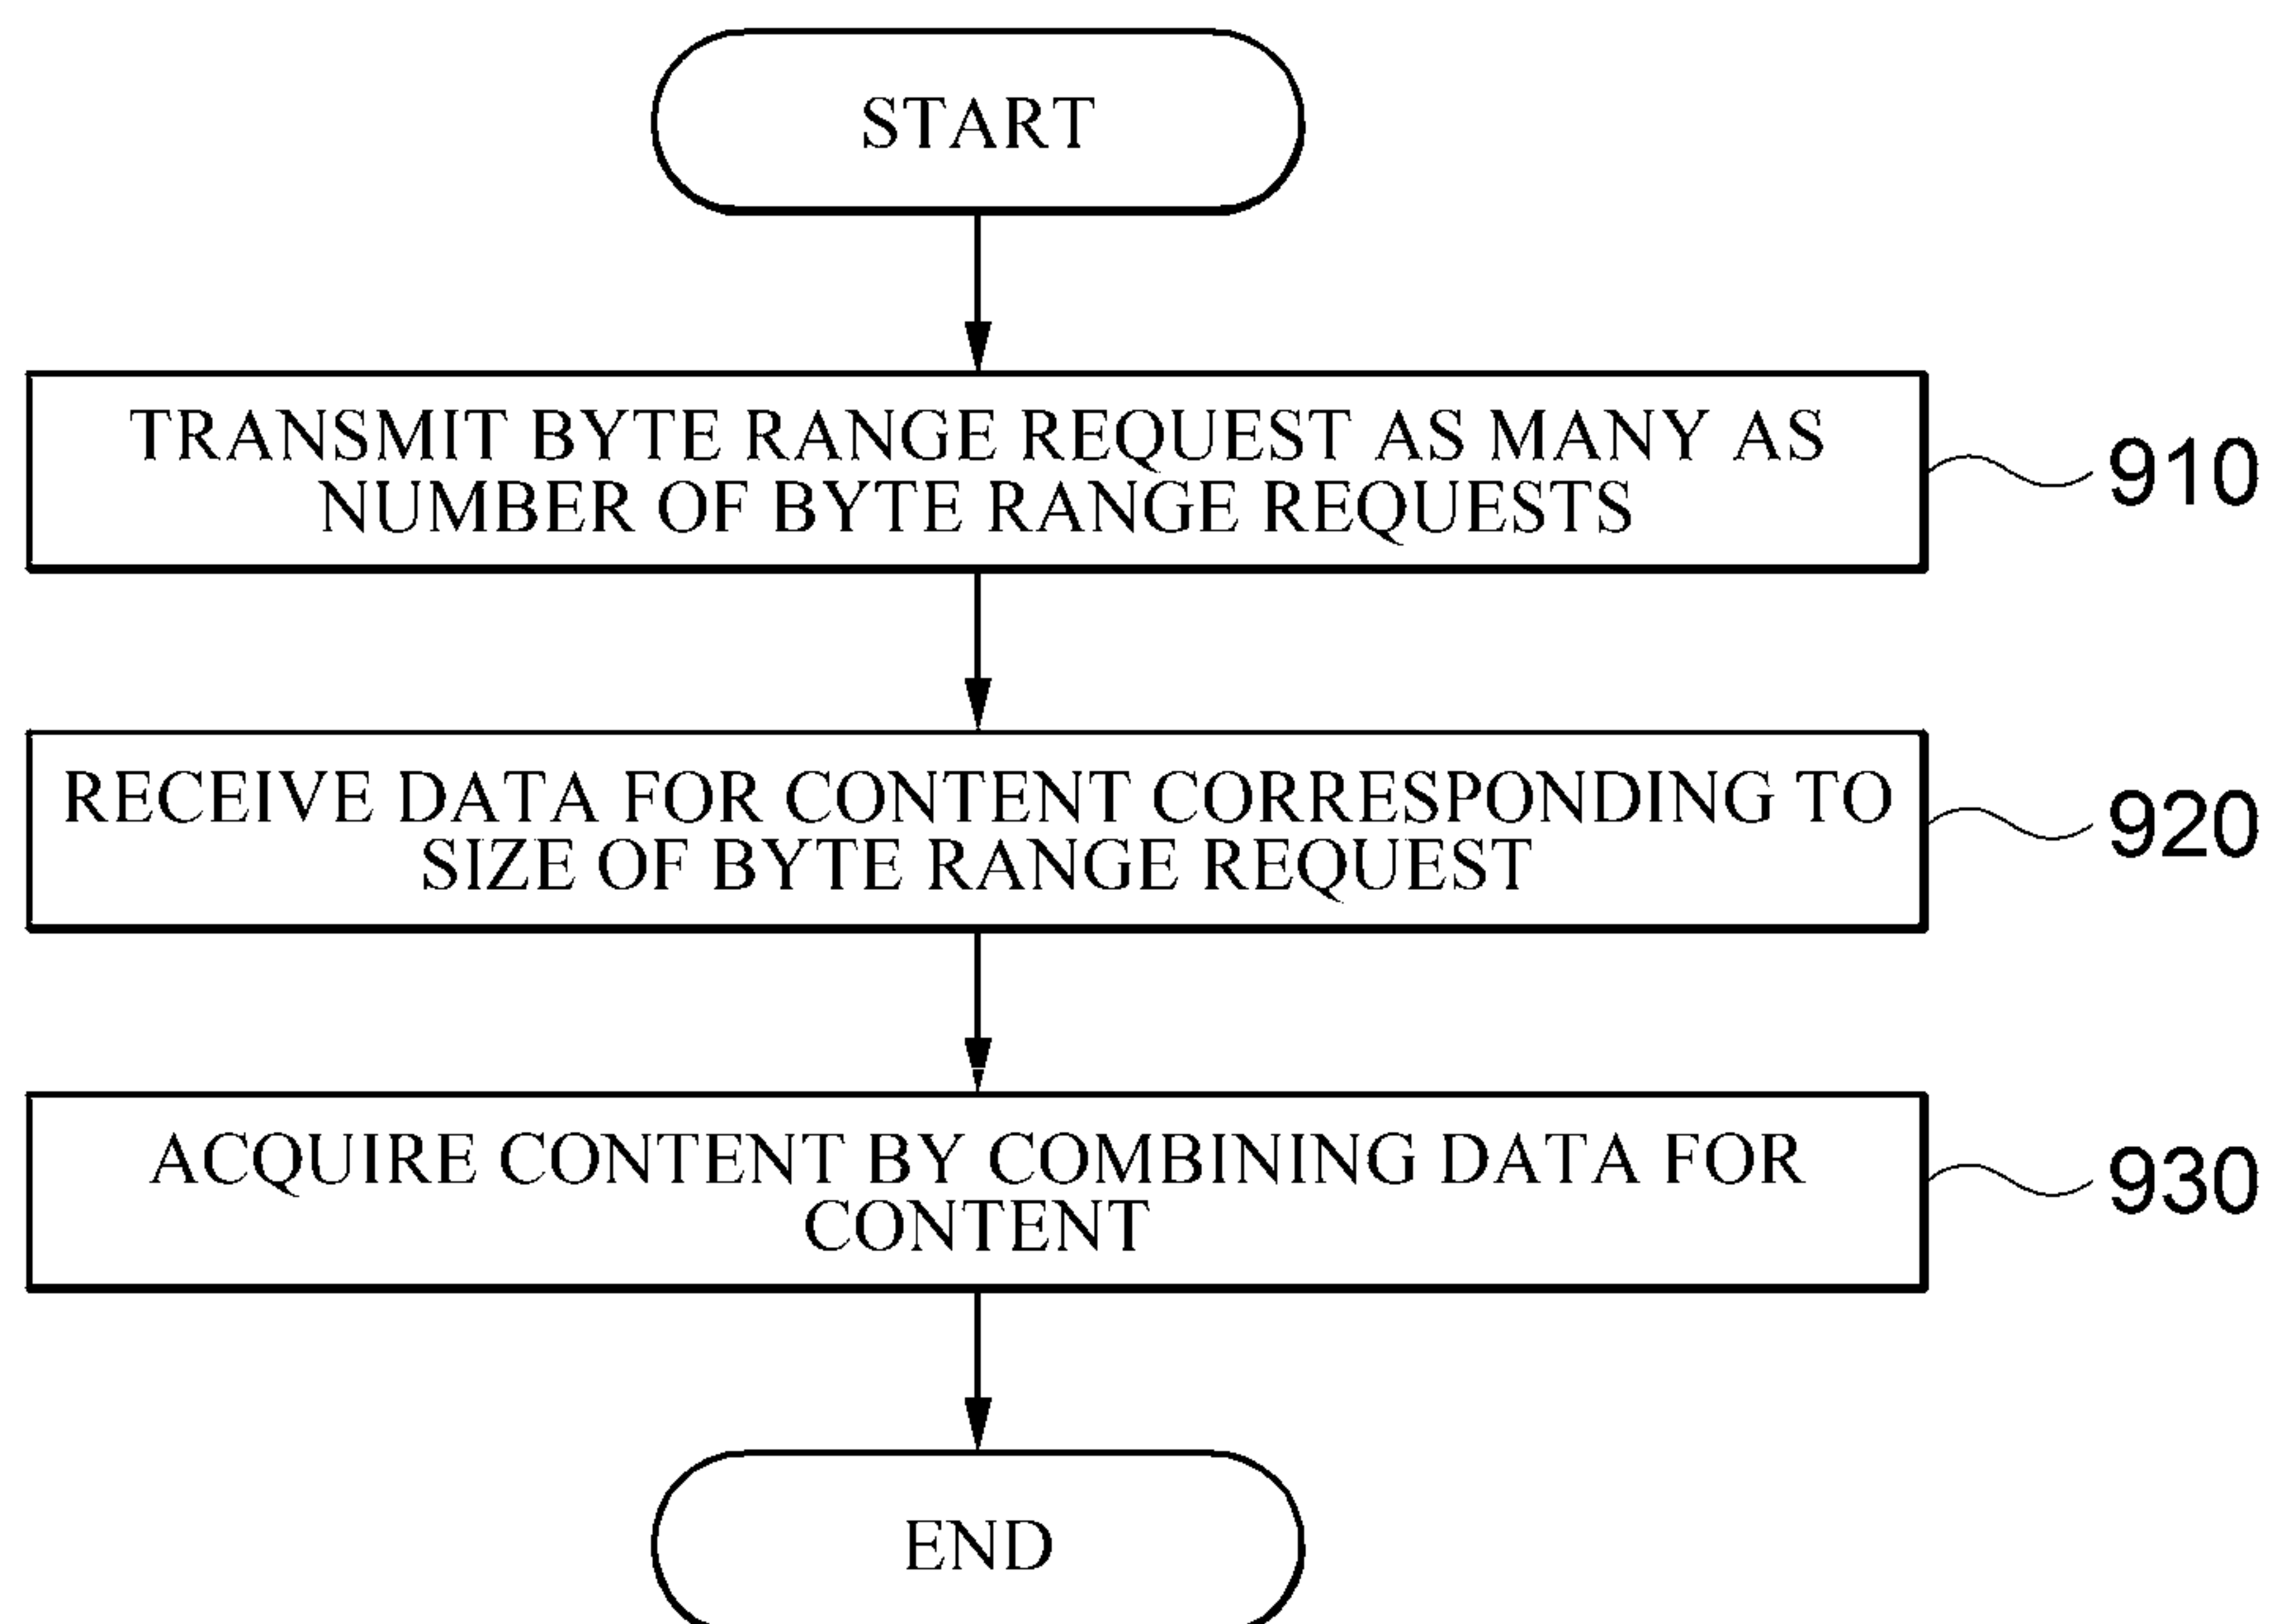 START
TRANSMIT BYTE RANGE REQUEST AS MANY AS
NUMBER OF BYTE RANGE REQUESTS
910
RECEIVE DATA FOR CONTENT CORRESPONDING TO
SIZE OF BYTE RANGE REQUEST
920
ACQUIRE CONTENT BY COMBINING DATA FOR
CONTENT
930
END